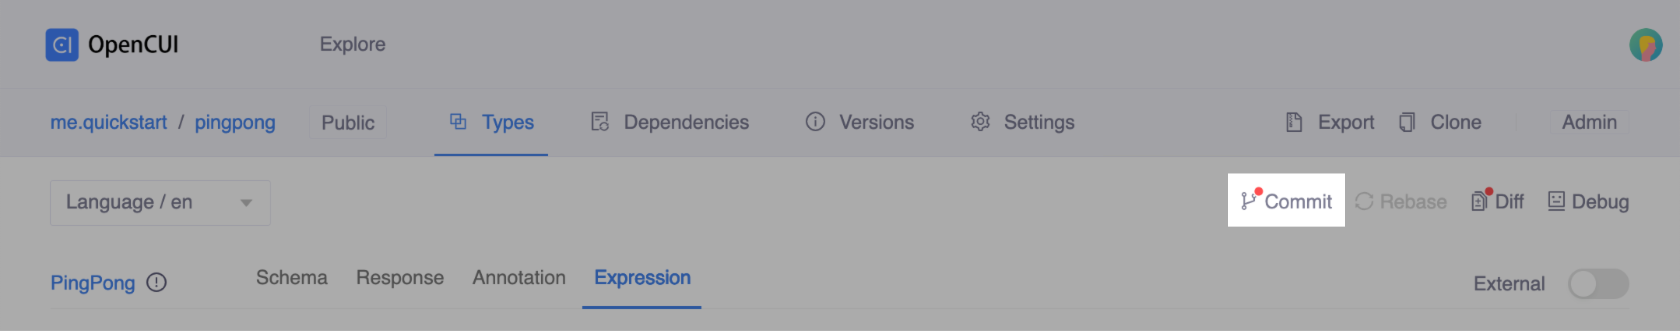 CI OpenCUI Explore
me.quickstart / pingpong Public Types Dependencies Versions Settings Export Clone Admin
Language / en Commit Rebase Diff Debug
PingPong Schema Response Annotation Expression External